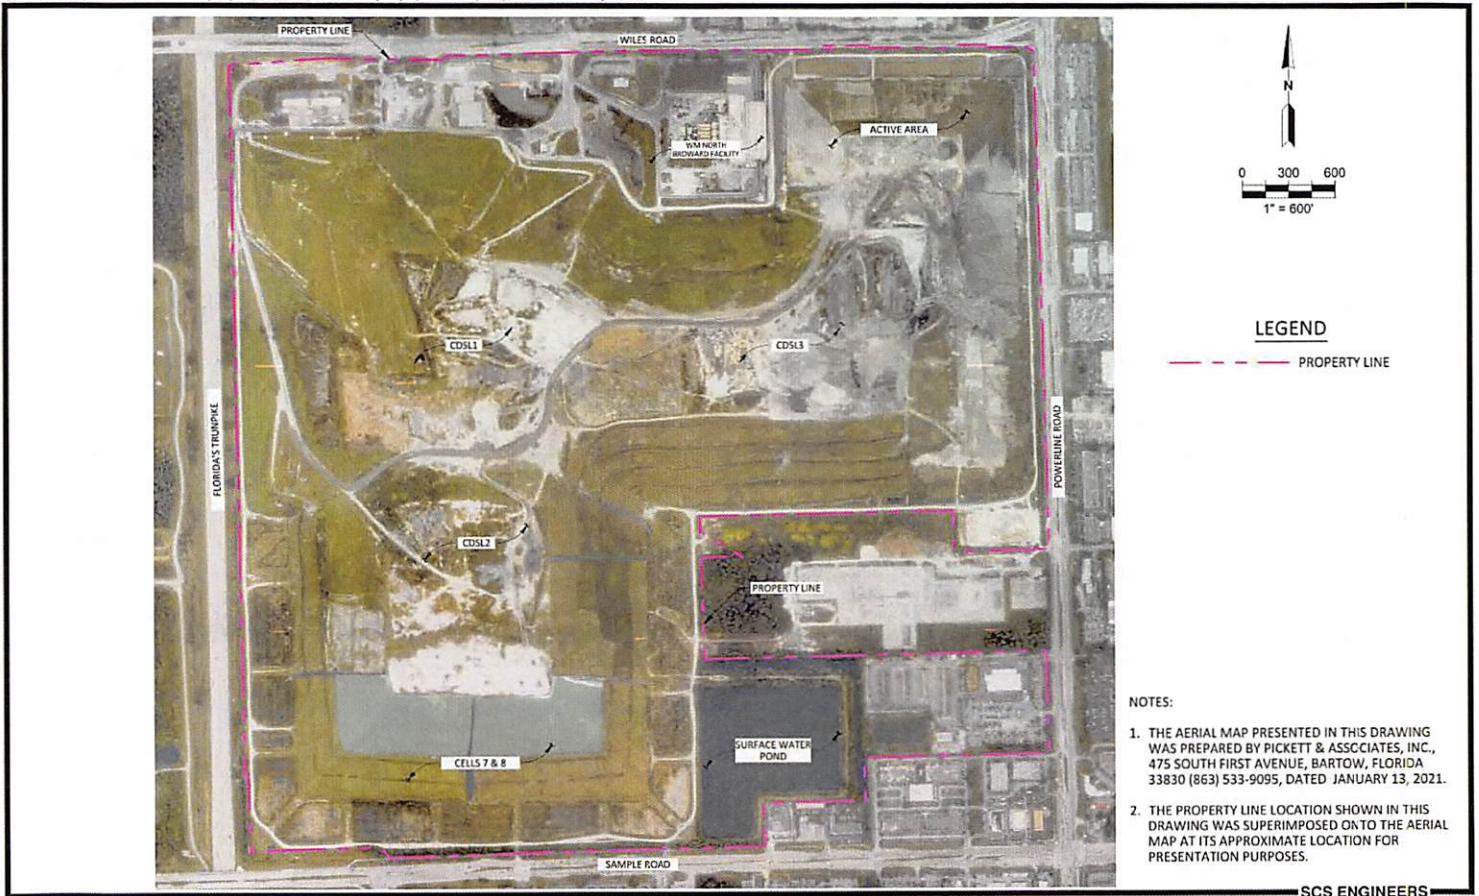 PROPERTY LINE
WILES ROAD
ACTIVE AREA
WM NORTH
BROWARD FACILITY
CDSL1
CDSL3
FLORIDA'S TRUNPIKE
POWERLINE ROAD
CDSL2
PROPERTY LINE
SURFACE WATER
POND
CELLS 7 & 8
SAMPLE ROAD
N
0 300 600
1" = 600'
LEGEND
PROPERTY LINE
NOTES:
1. THE AERIAL MAP PRESENTED IN THIS DRAWING
WAS PREPARED BY PICKETT & ASSOCIATES, INC.,
475 SOUTH FIRST AVENUE, BARTOW, FLORIDA
33830 (863) 533-9095, DATED JANUARY 13, 2021.
2. THE PROPERTY LINE LOCATION SHOWN IN THIS
DRAWING WAS SUPERIMPOSED ONTO THE AERIAL
MAP AT ITS APPROXIMATE LOCATION FOR
PRESENTATION PURPOSES.
SCS ENGINEERS